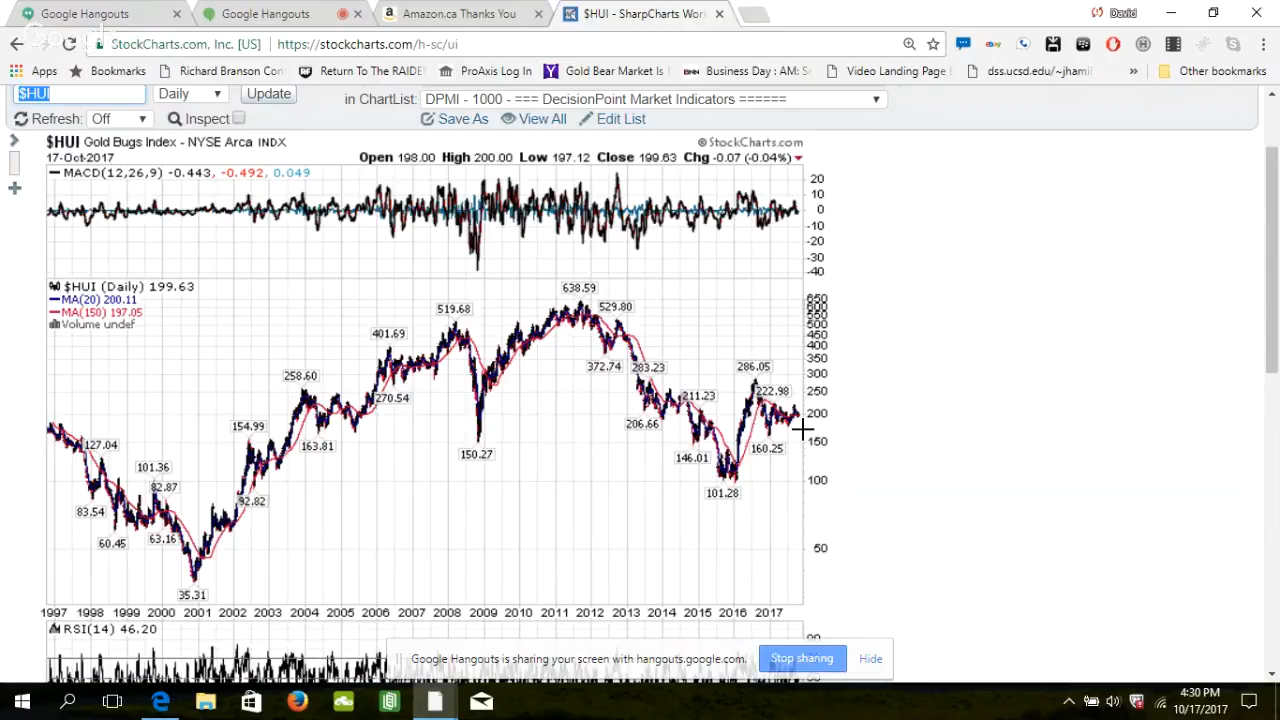 Google Hangouts
Google Hangouts
Amazon.ca Thank You
$HUI - SharpCharts Wor
David
StockCharts.com, Inc. [US]
https://stockcharts.com/h-sc/ui
Apps
Bookmarks
Richard Branson Con
Return To The RAIDE
ProAxis Log In
Gold Bear Market Is
BNN
Business Day : AM: S
Video Landing Page
dss.ucsd.edu/~jhami
»
Other bookmarks
$HUI
Daily
Update
in ChartList:
DPMI - 1000 - === DecisionPoint Market Indicators ======
Refresh:
Off
Inspect
Save As
View All
Edit List
$HUI Gold Bugs Index - NYSE Arca INDX
© StockCharts.com
17-Oct-2017
Open 198.00 High 200.00 Low 197.12 Close 199.63 Chg -0.07 (-0.04%)
MACD(12,26,9) -0.443, -0.492, 0.049
20
10
0
-10
-20
-30
-40
$HUI (Daily) 199.63
MA(20) 200.11
MA(150) 197.05
Volume undef
638.59
519.68
529.80
401.69
372.74
283.23
286.05
258.60
270.54
211.23
222.98
206.66
154.99
163.81
150.27
146.01
160.25
127.04
101.36
82.87
92.82
101.28
83.54
60.45
63.16
35.31
650
600
550
500
450
400
350
300
250
200
150
100
50
1997 1998 1999 2000 2001 2002 2003 2004 2005 2006 2007 2008 2009 2010 2011 2012 2013 2014 2015 2016 2017
RSI(14) 46.20
90
Google Hangouts is sharing your screen with hangouts.google.com.
Stop sharing
Hide
4:30 PM
10/17/2017